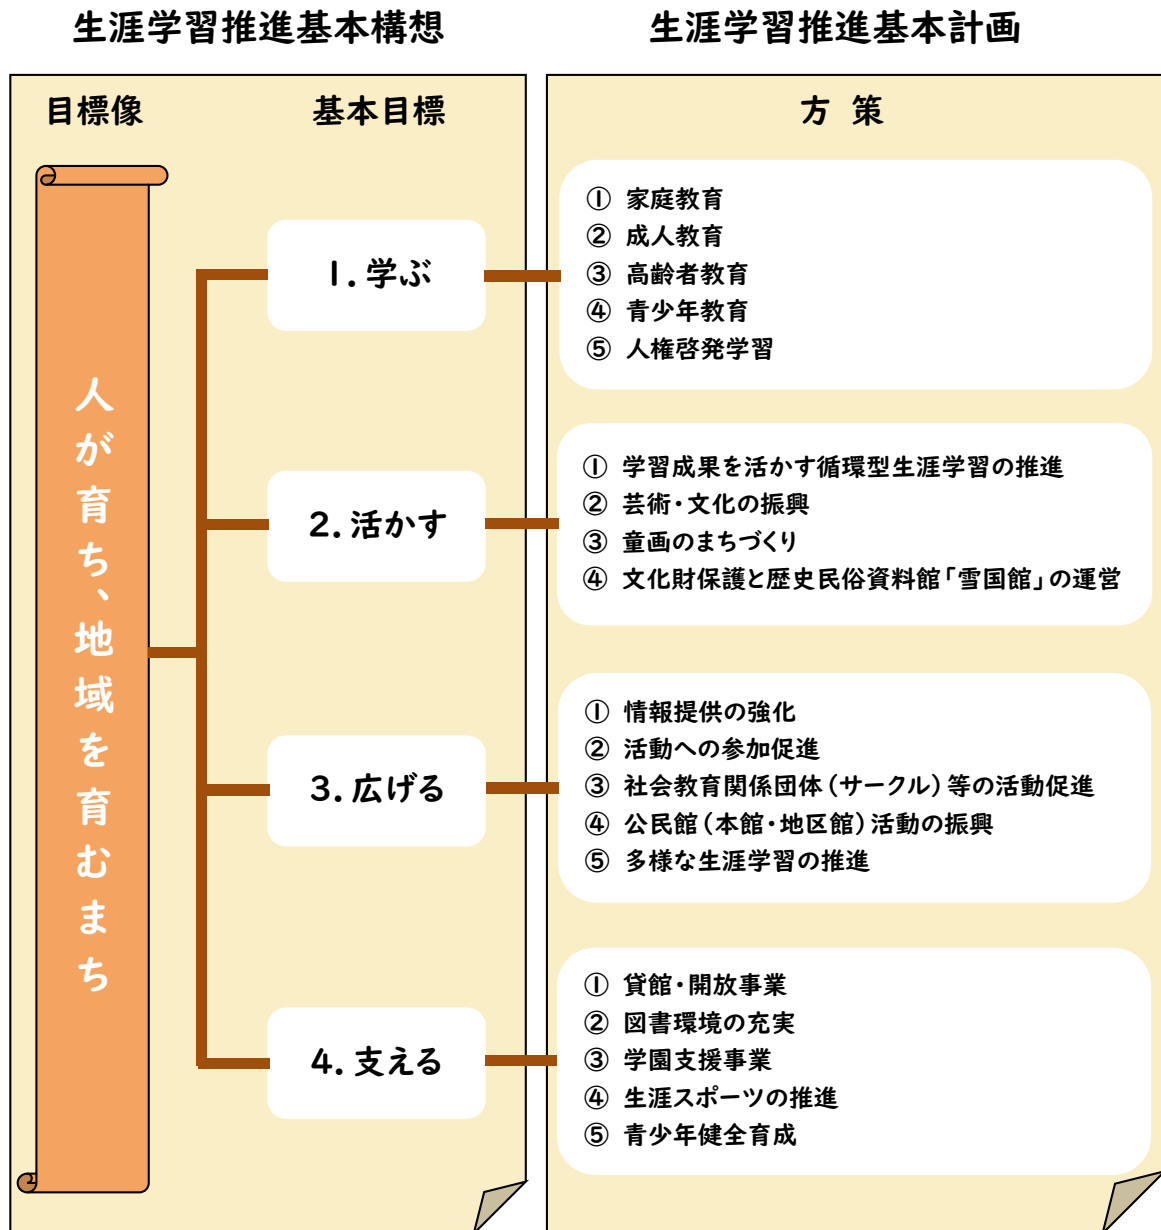 生涯学習推進基本構想
生涯学習推進基本計画
目標像
基本目標
方 策
人が育ち、地域を育むまち
1.学ぶ
① 家庭教育
② 成人教育
③ 高齢者教育
④ 青少年教育
⑤ 人権啓発学習
2.活かす
① 学習成果を活かす循環型生涯学習の推進
② 芸術・文化の振興
③ 童画のまちづくり
④ 文化財保護と歴史民俗資料館「雪国館」の運営
3.広げる
① 情報提供の強化
② 活動への参加促進
③ 社会教育関係団体(サークル)等の活動促進
④ 公民館(本館・地区館)活動の振興
⑤ 多様な生涯学習の推進
4.支える
① 貸館・開放事業
② 図書環境の充実
③ 学園支援事業
④ 生涯スポーツの推進
⑤ 青少年健全育成